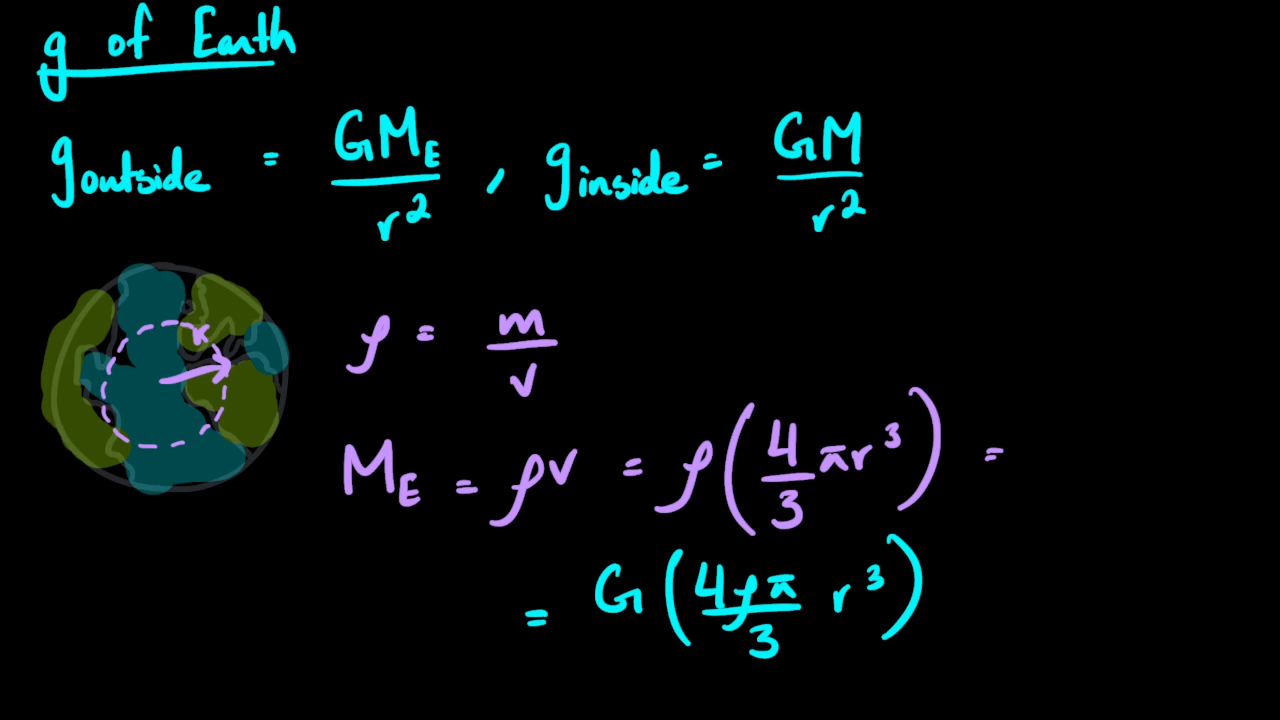 g of Earth
g outside = GM_E / r², g inside = GM / r²
r
ρ = m / v
M_E = ρv = ρ(4/3 πr³) =
= G(4ρπ/3 r³)